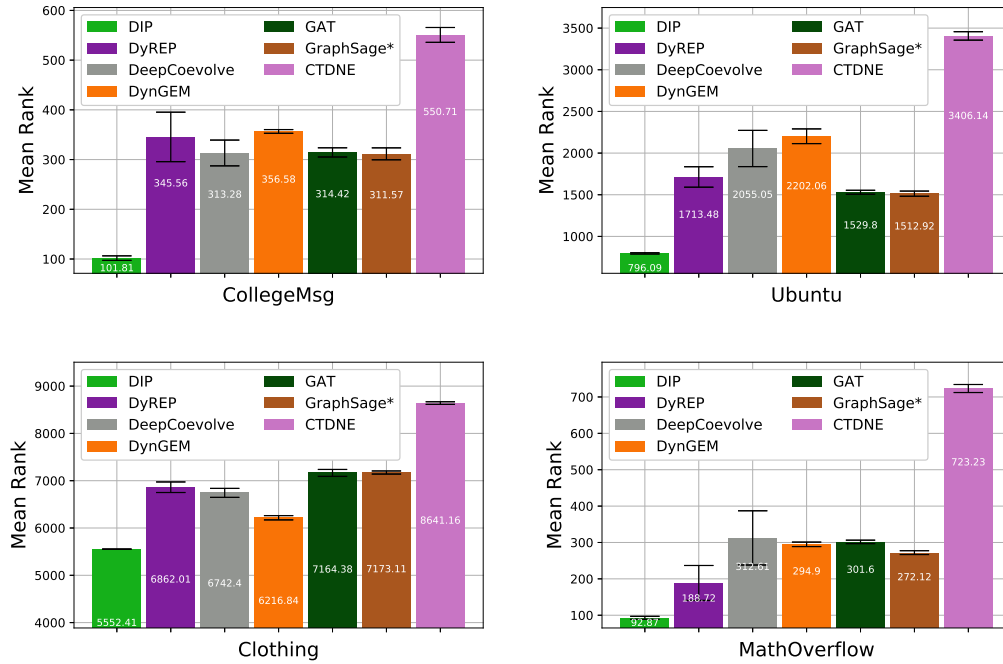 Mean Rank
600
500
400
300
200
100
DIP
DyREP
DeepCoevolve
DynGEM
GAT
GraphSage*
CTDNE
101.81
345.56
313.28
356.58
314.42
311.57
550.71
CollegeMsg
Mean Rank
3500
3000
2500
2000
1500
1000
DIP
DyREP
DeepCoevolve
DynGEM
GAT
GraphSage*
CTDNE
796.09
1713.48
2055.05
2202.06
1529.8
1512.92
3406.14
Ubuntu
Mean Rank
9000
8000
7000
6000
5000
4000
DIP
DyREP
DeepCoevolve
DynGEM
GAT
GraphSage*
CTDNE
5552.41
6862.01
6742.4
6216.84
7164.38
7173.11
8641.16
Clothing
Mean Rank
700
600
500
400
300
200
100
DIP
DyREP
DeepCoevolve
DynGEM
GAT
GraphSage*
CTDNE
92.87
188.72
312.61
294.9
301.6
272.12
723.23
MathOverflow